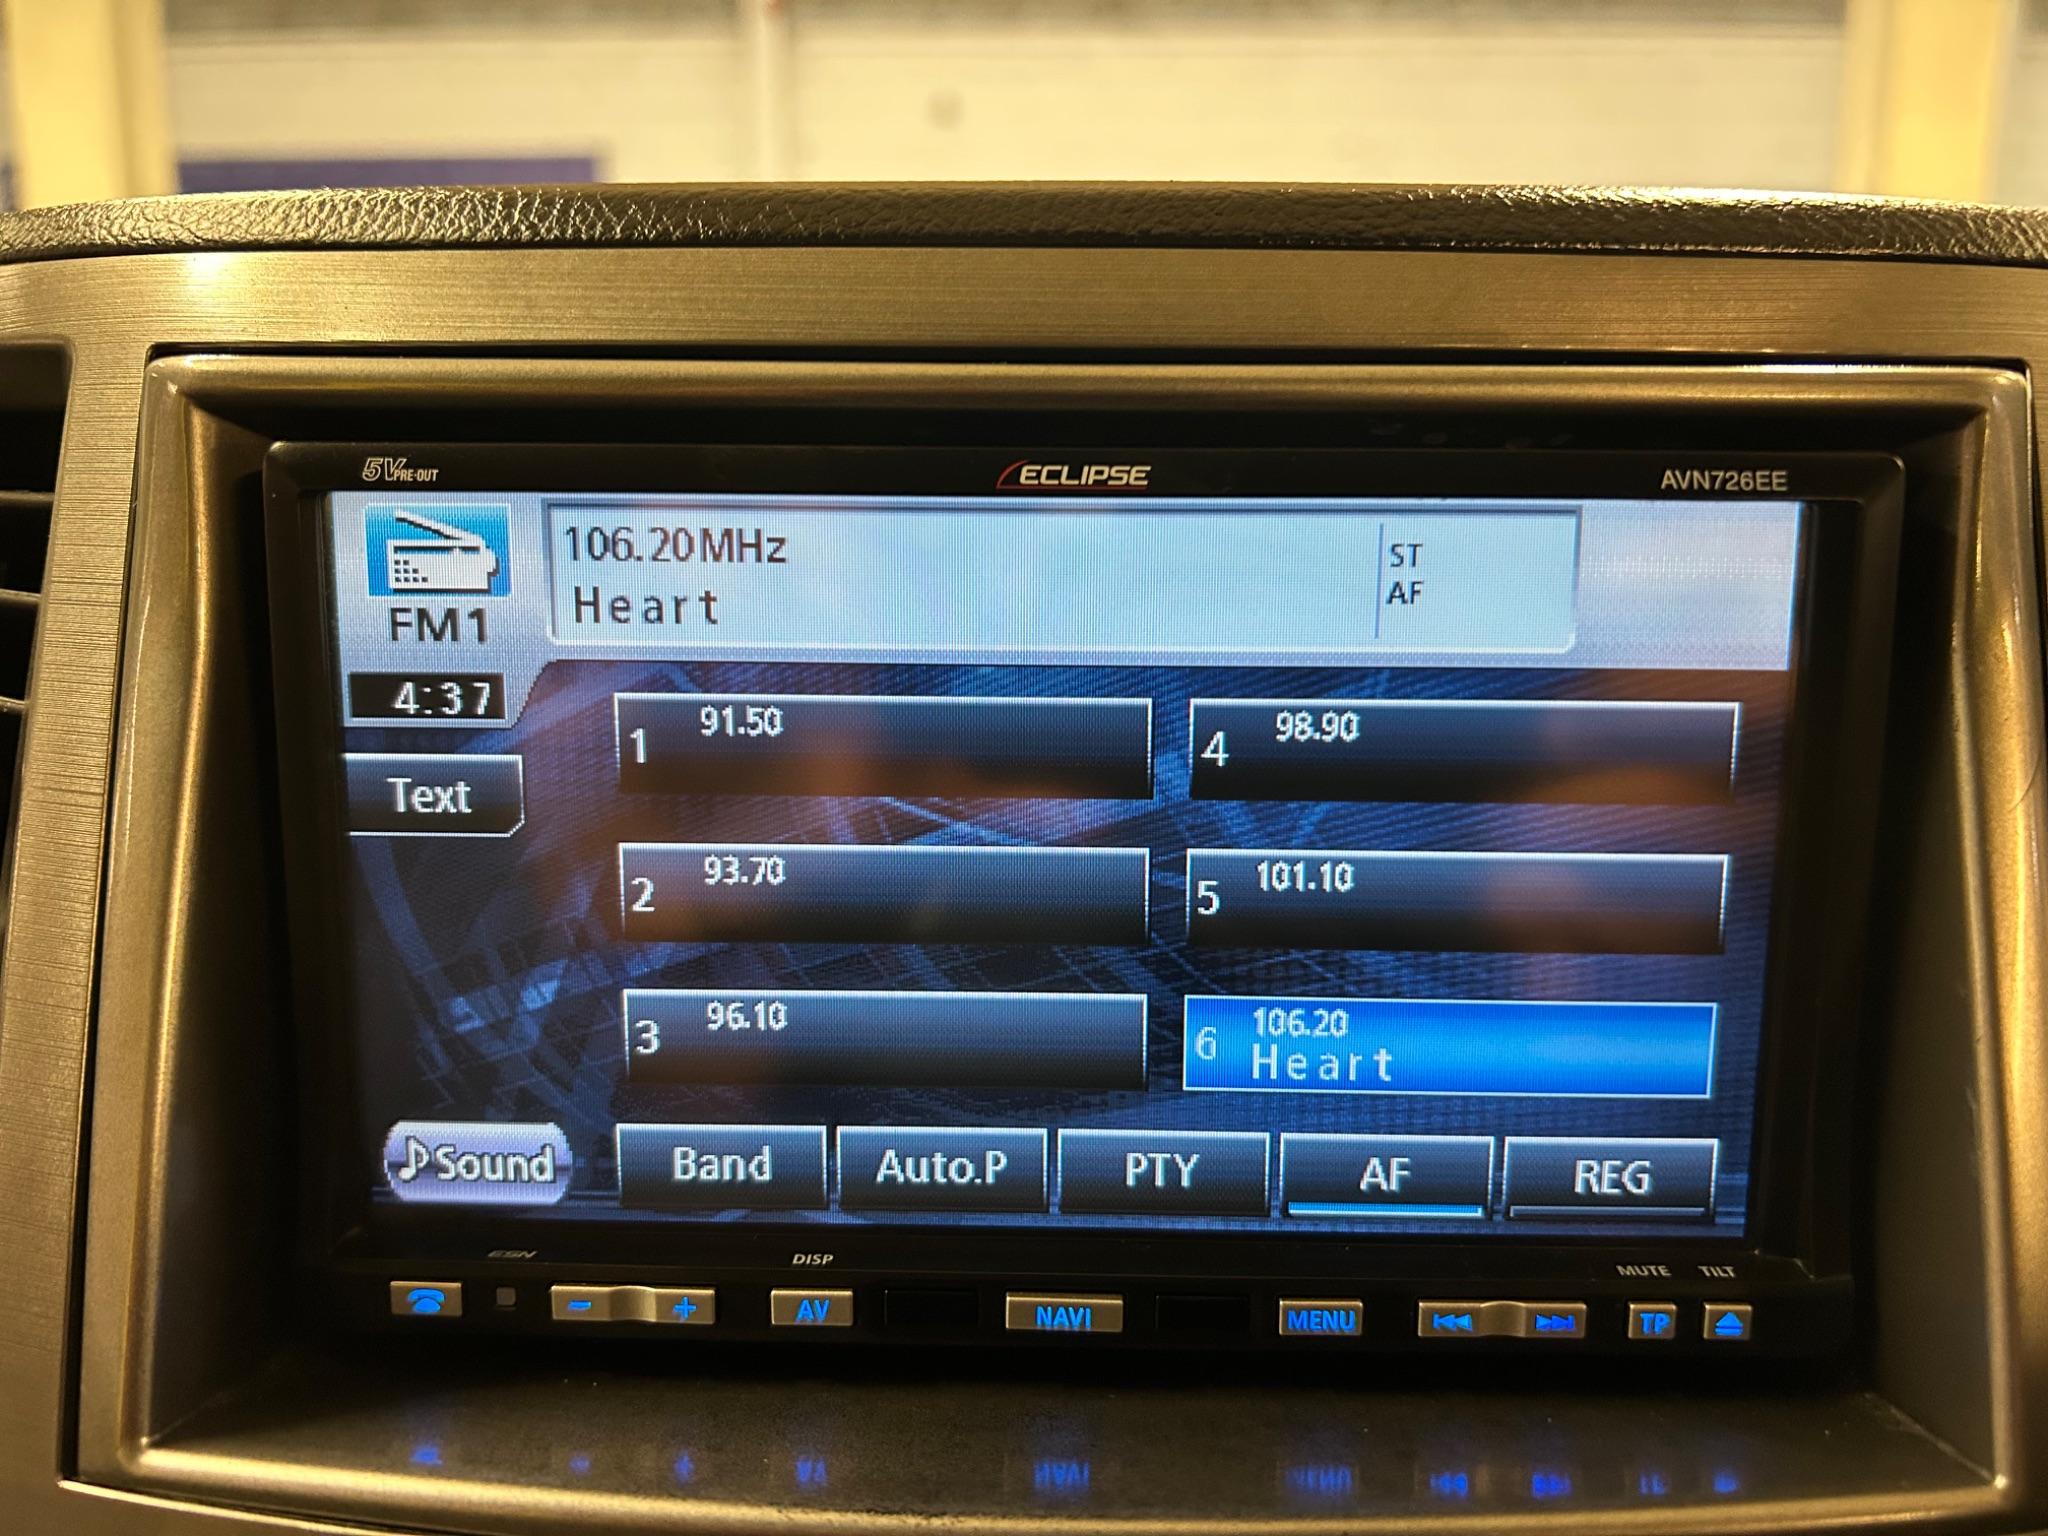 5V PRE-OUT
ECLIPSE
AVN726EE
106.20MHz
Heart
ST
AF
FM1
4:37
Text
1 91.50
4 98.90
2 93.70
5 101.10
3 96.10
6 106.20
Heart
Sound
Band
Auto.P
PTY
AF
REG
ESN
DISP
MUTE
TILT
- +
AV
NAVI
MENU
TP